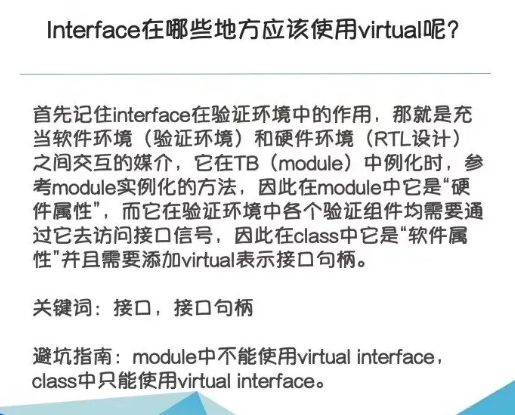 Interface在哪些地方应该使用virtual呢？
首先记住interface在验证环境中的作用，那就是充
当软件环境（验证环境）和硬件环境（RTL设计）
之间交互的媒介，它在TB（module）中例化时，参
考module实例化的方法，因此在module中它是“硬
件属性”，而它在验证环境中各个验证组件均需要通
过它去访问接口信号，因此在class中它是“软件属
性”并且需要添加virtual表示接口句柄。
关键词：接口，接口句柄
避坑指南：module中不能使用virtual interface，
class中只能使用virtual interface。